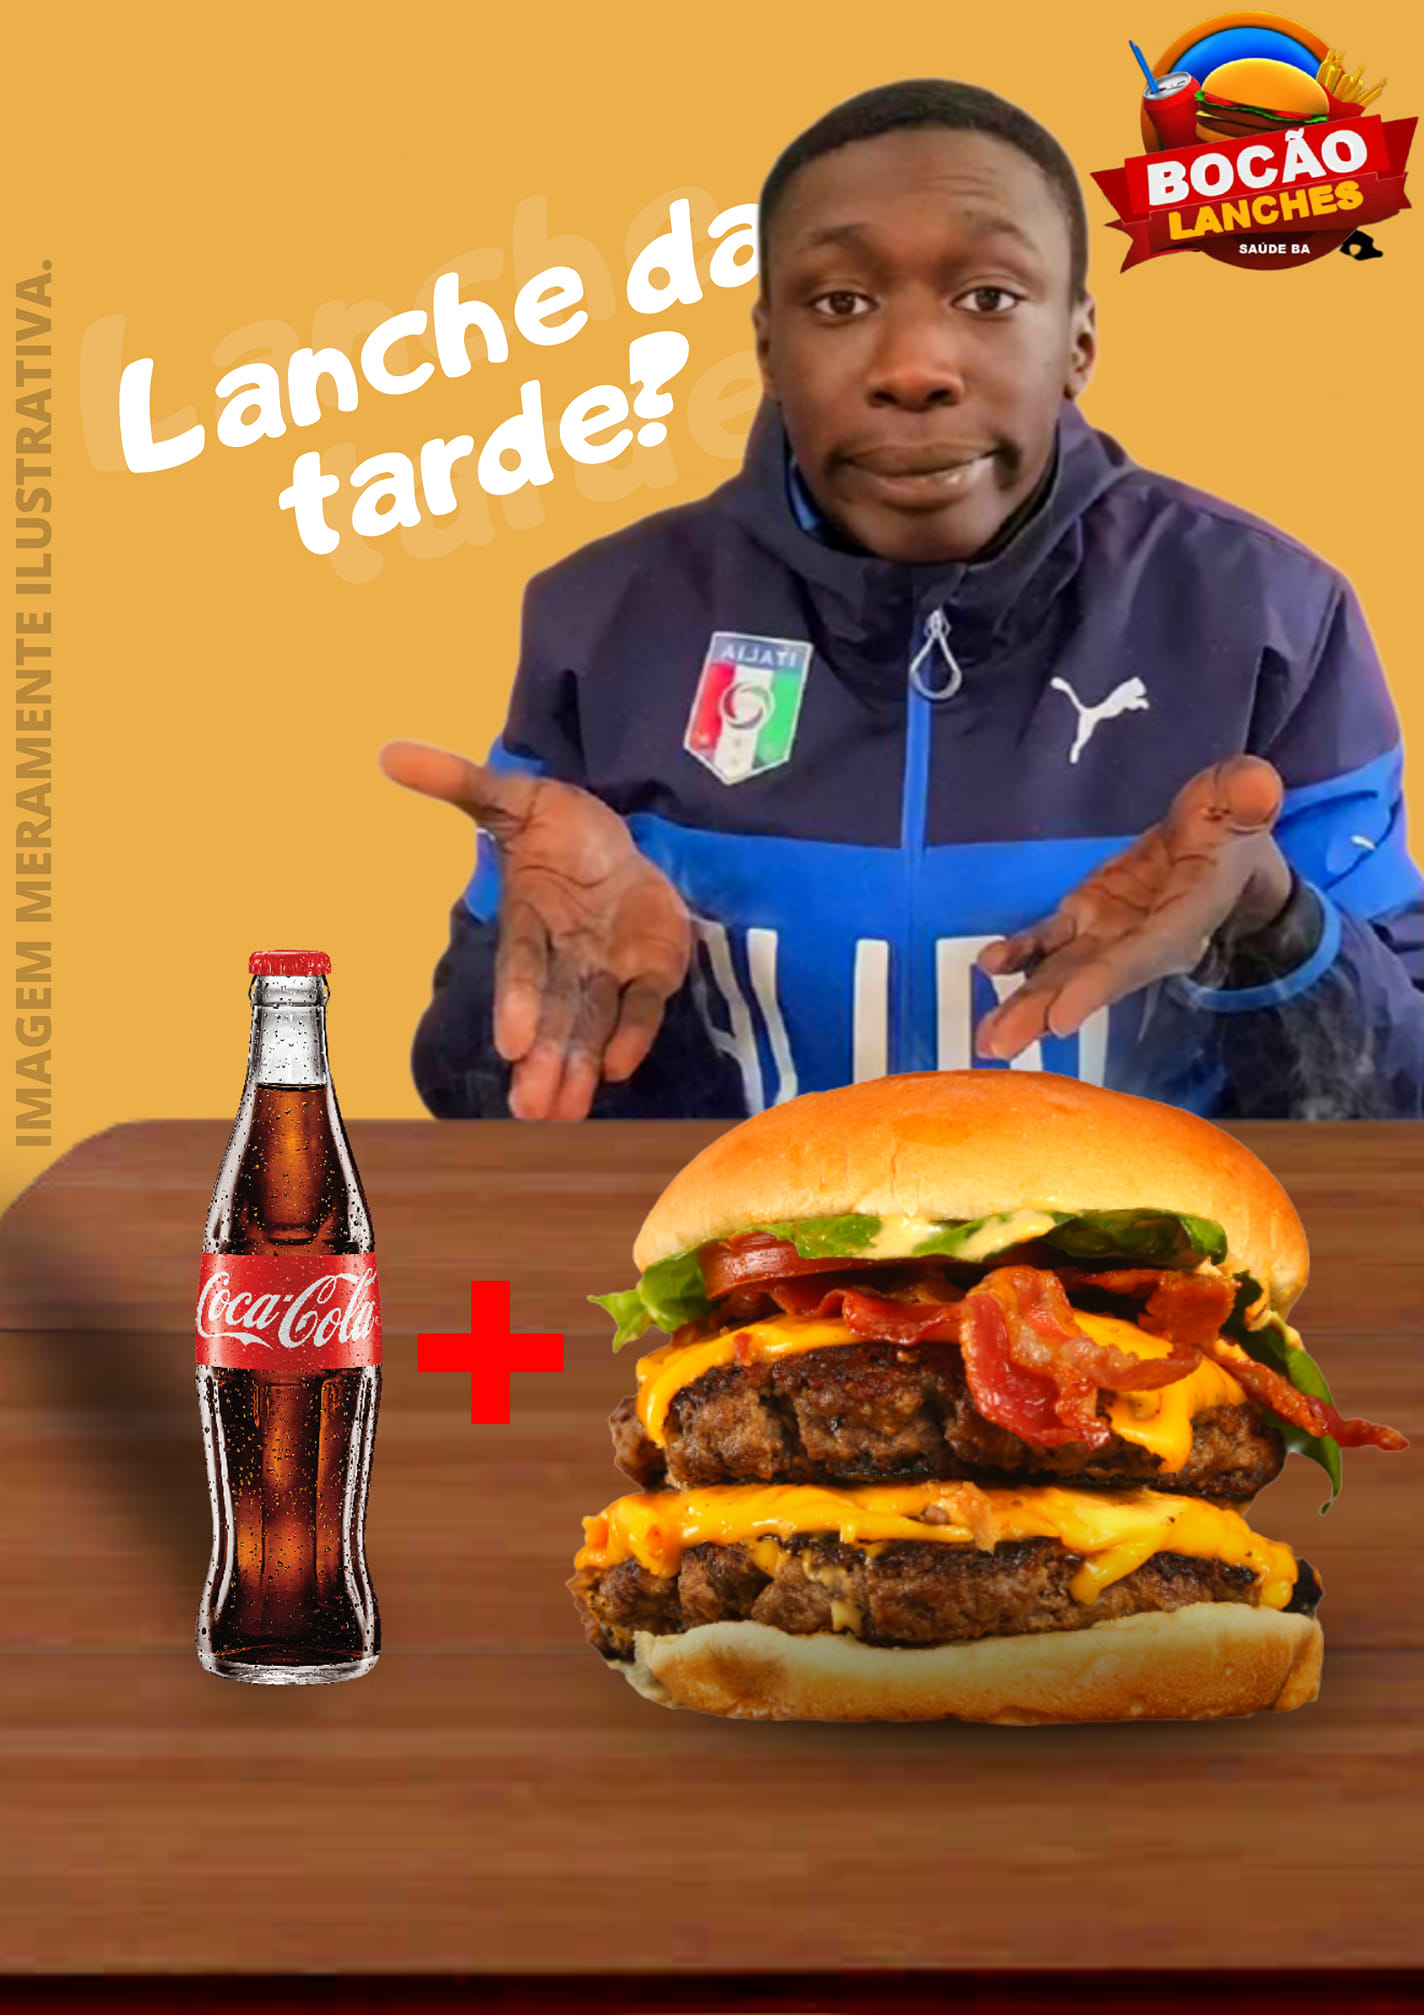 BOCÃO
LANCHES
SAÚDE BA
Lanche da
tarde?
IMAGEM MERAMENTE ILUSTRATIVA.
ITALIA
Coca-Cola